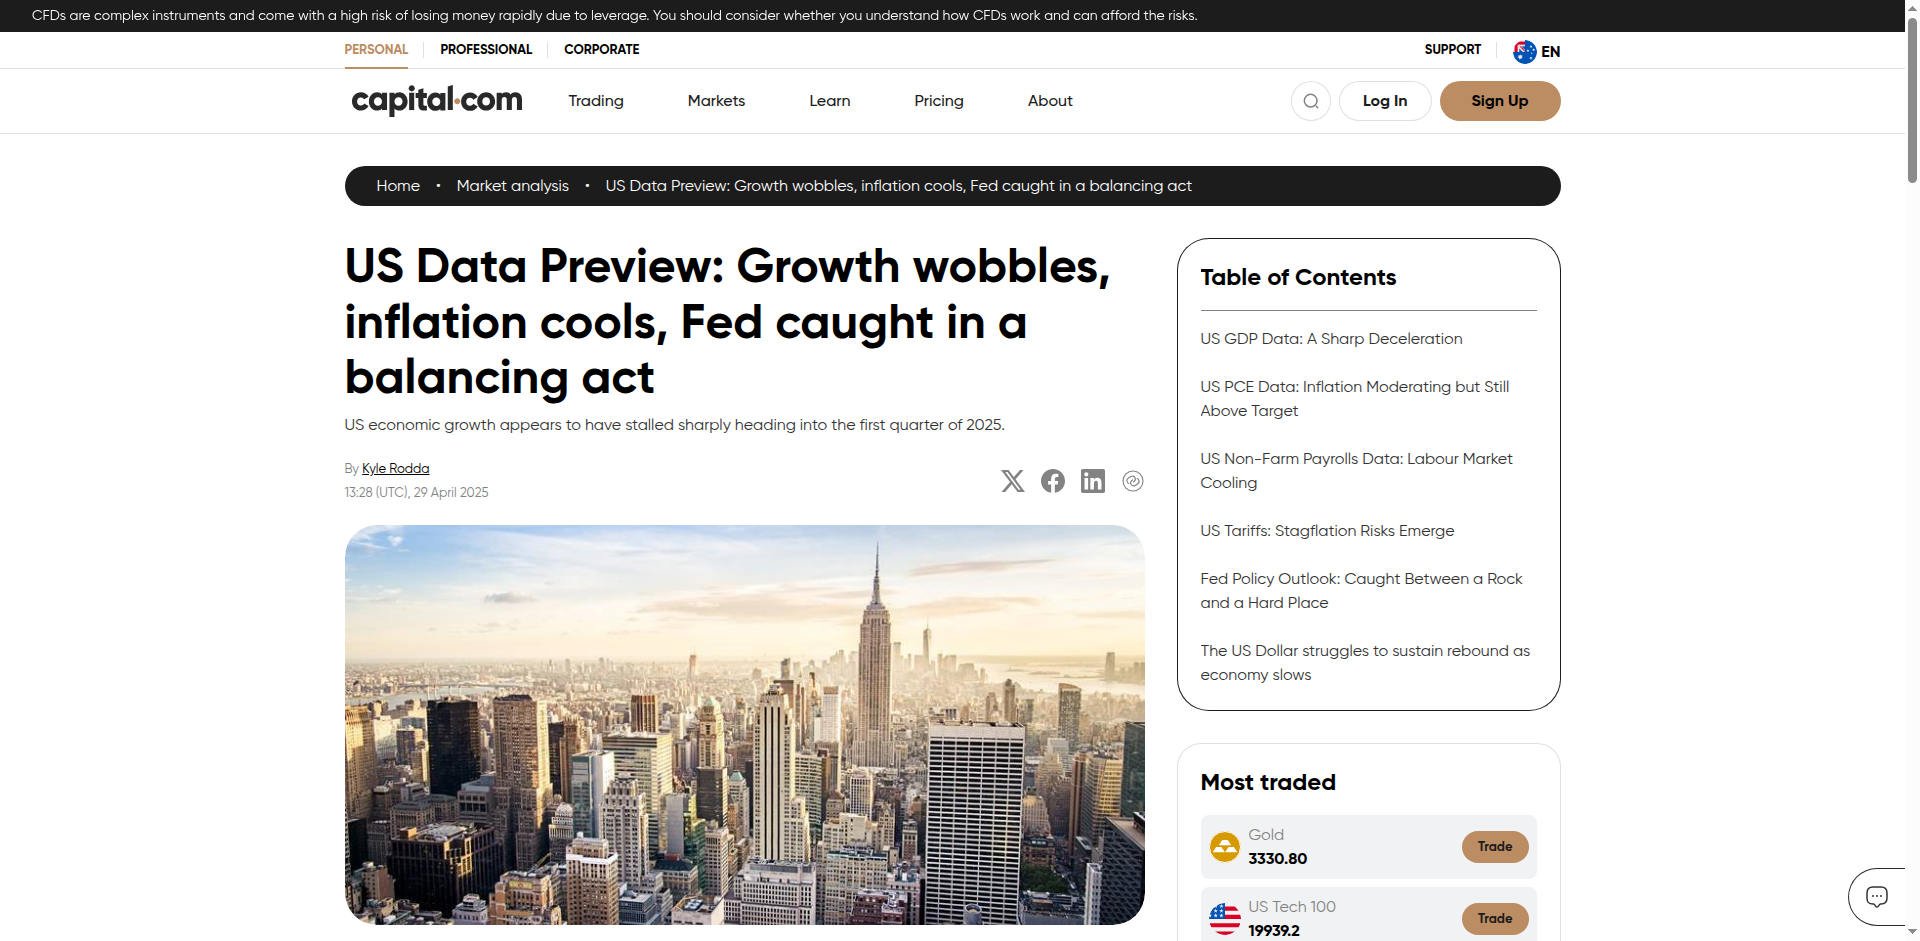 CFDs are complex instruments and come with a high risk of losing money rapidly due to leverage. You should consider whether you understand how CFDs work and can afford the risks.
PERSONAL
PROFESSIONAL
CORPORATE
SUPPORT
EN
capital.com
Trading
Markets
Learn
Pricing
About
Log In
Sign Up
Home • Market analysis • US Data Preview: Growth wobbles, inflation cools, Fed caught in a balancing act
US Data Preview: Growth wobbles,
inflation cools, Fed caught in a
balancing act
US economic growth appears to have stalled sharply heading into the first quarter of 2025.
By Kyle Rodda
13:28 (UTC), 29 April 2025
Table of Contents
US GDP Data: A Sharp Deceleration
US PCE Data: Inflation Moderating but Still
Above Target
US Non-Farm Payrolls Data: Labour Market
Cooling
US Tariffs: Stagflation Risks Emerge
Fed Policy Outlook: Caught Between a Rock
and a Hard Place
The US Dollar struggles to sustain rebound as
economy slows
Most traded
Gold
3330.80
Trade
US Tech 100
19939.2
Trade